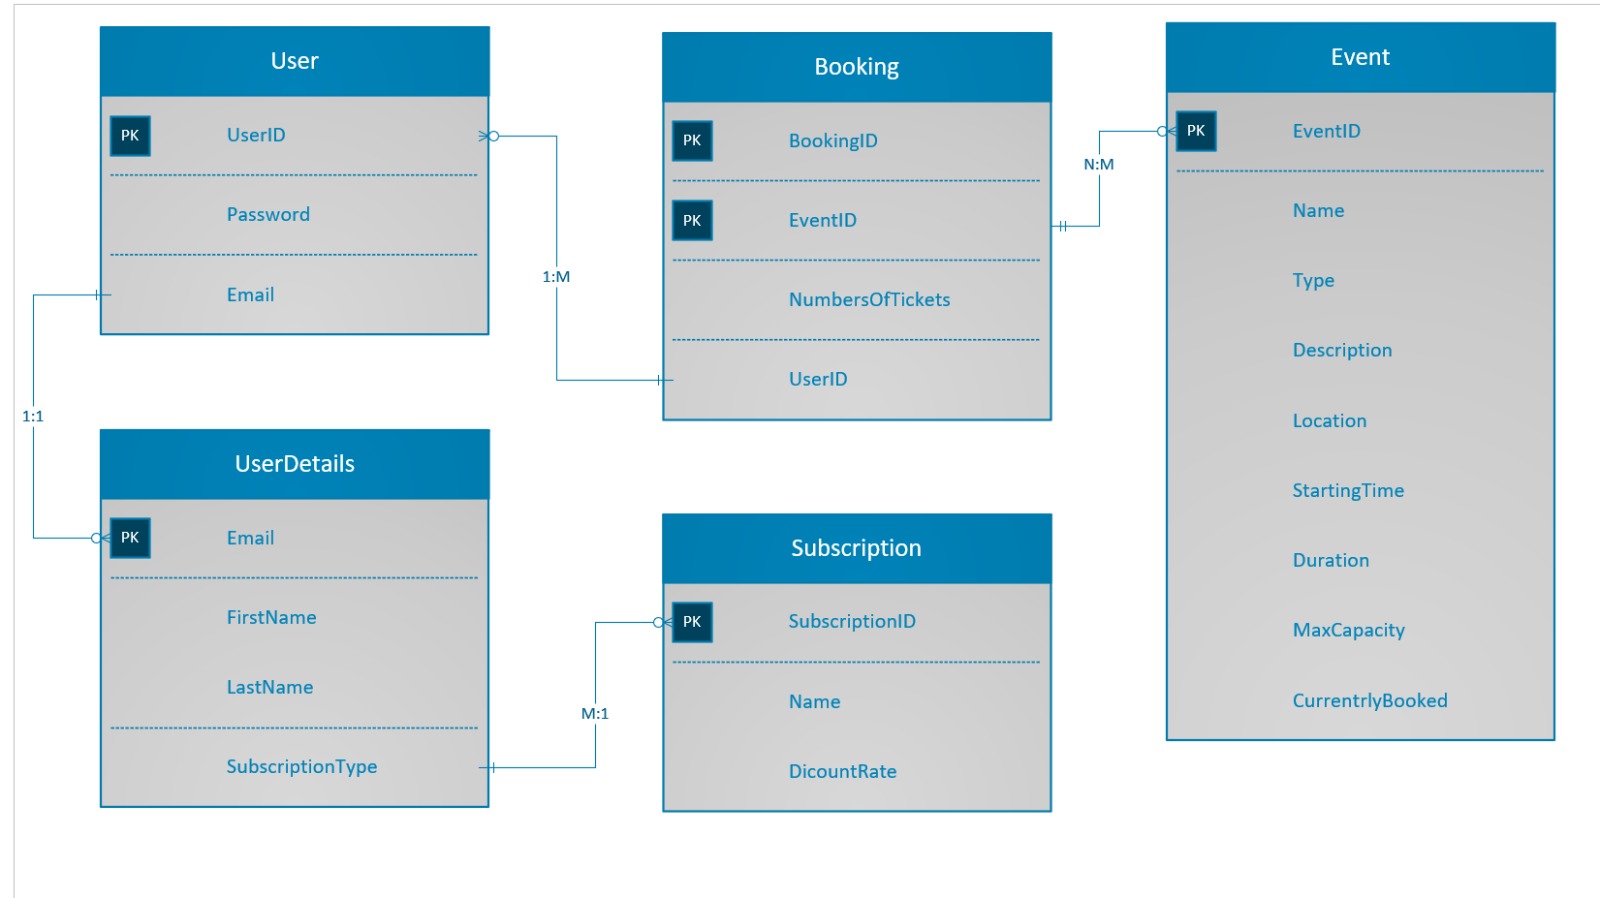 User
PK UserID
Password
Email
1:1
UserDetails
PK Email
FirstName
LastName
SubscriptionType
1:M
M:1
Booking
PK BookingID
PK EventID
NumbersOfTickets
UserID
Subscription
PK SubscriptionID
Name
DicountRate
N:M
Event
PK EventID
Name
Type
Description
Location
StartingTime
Duration
MaxCapacity
CurrentrlyBooked